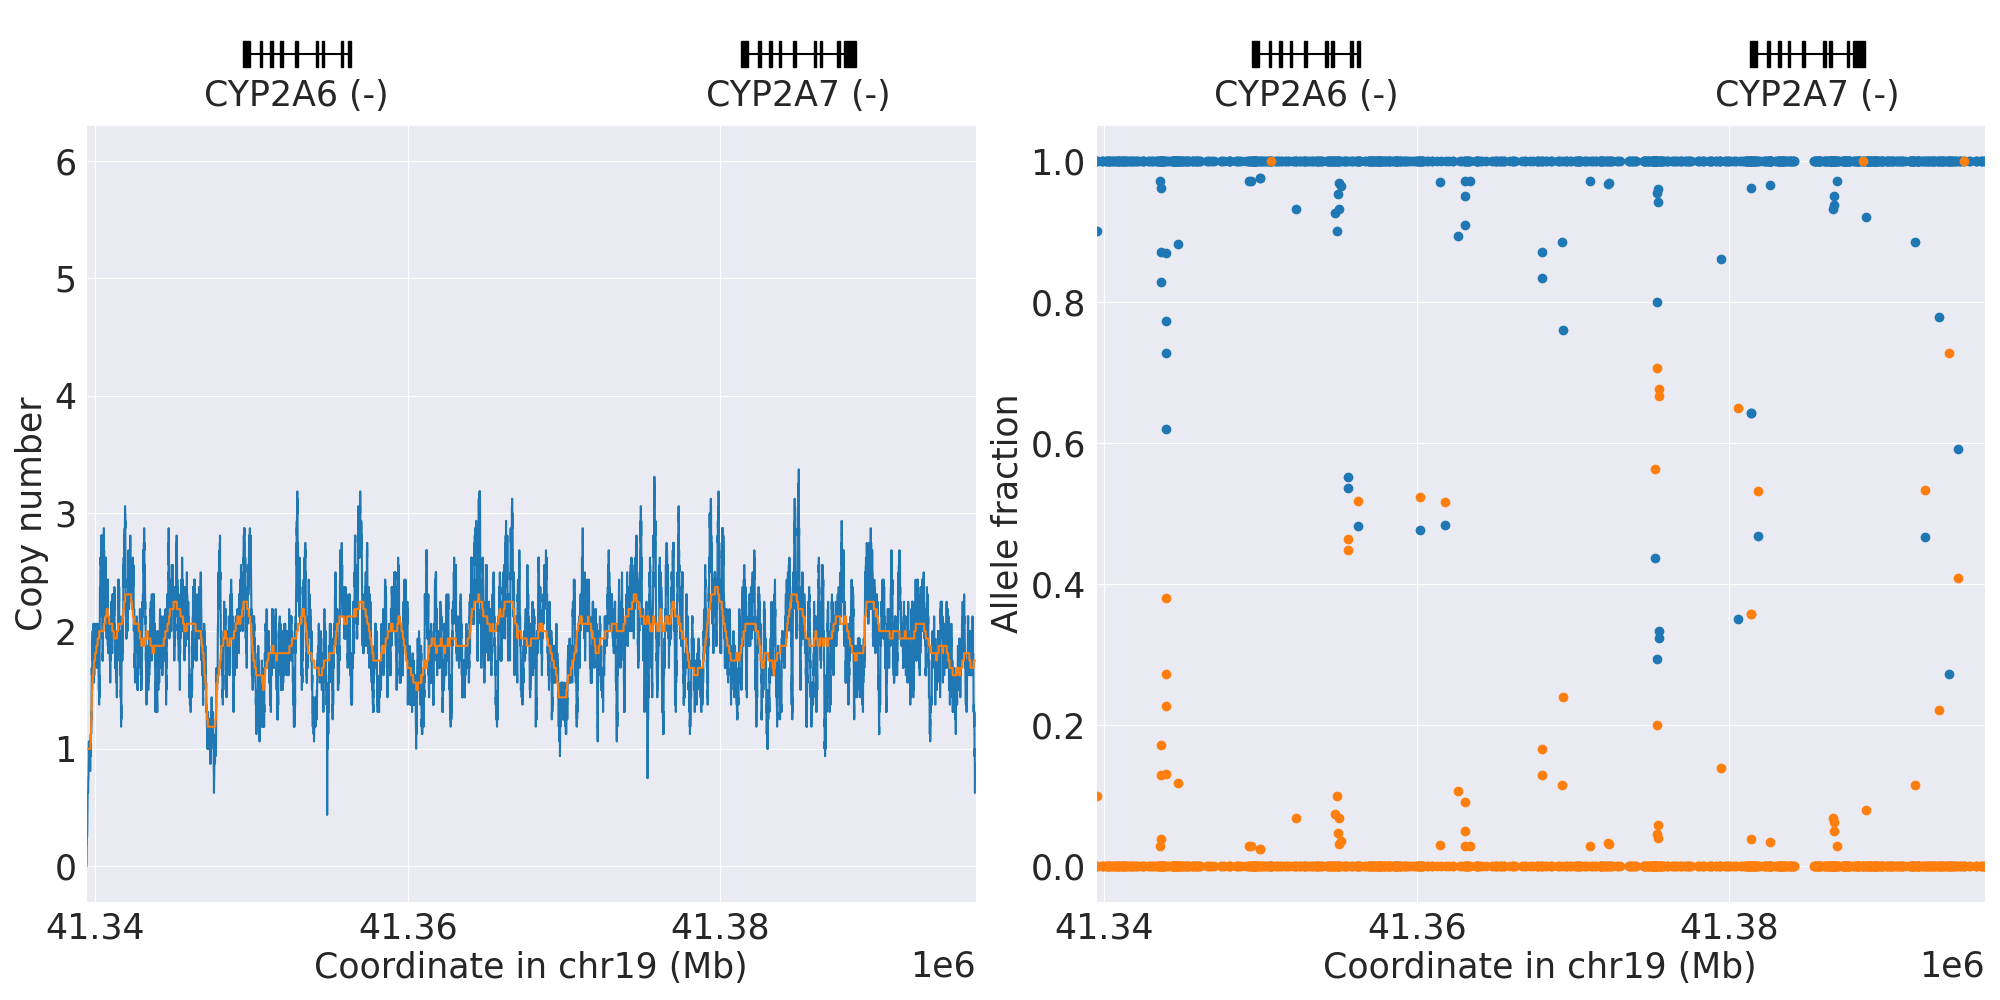 CYP2A6 (-)
CYP2A7 (-)
6
5
4
3
2
1
0
Copy number
41.34
41.36
41.38
Coordinate in chr19 (Mb)
1e6
CYP2A6 (-)
CYP2A7 (-)
1.0
0.8
0.6
0.4
0.2
0.0
Allele fraction
41.34
41.36
41.38
Coordinate in chr19 (Mb)
1e6